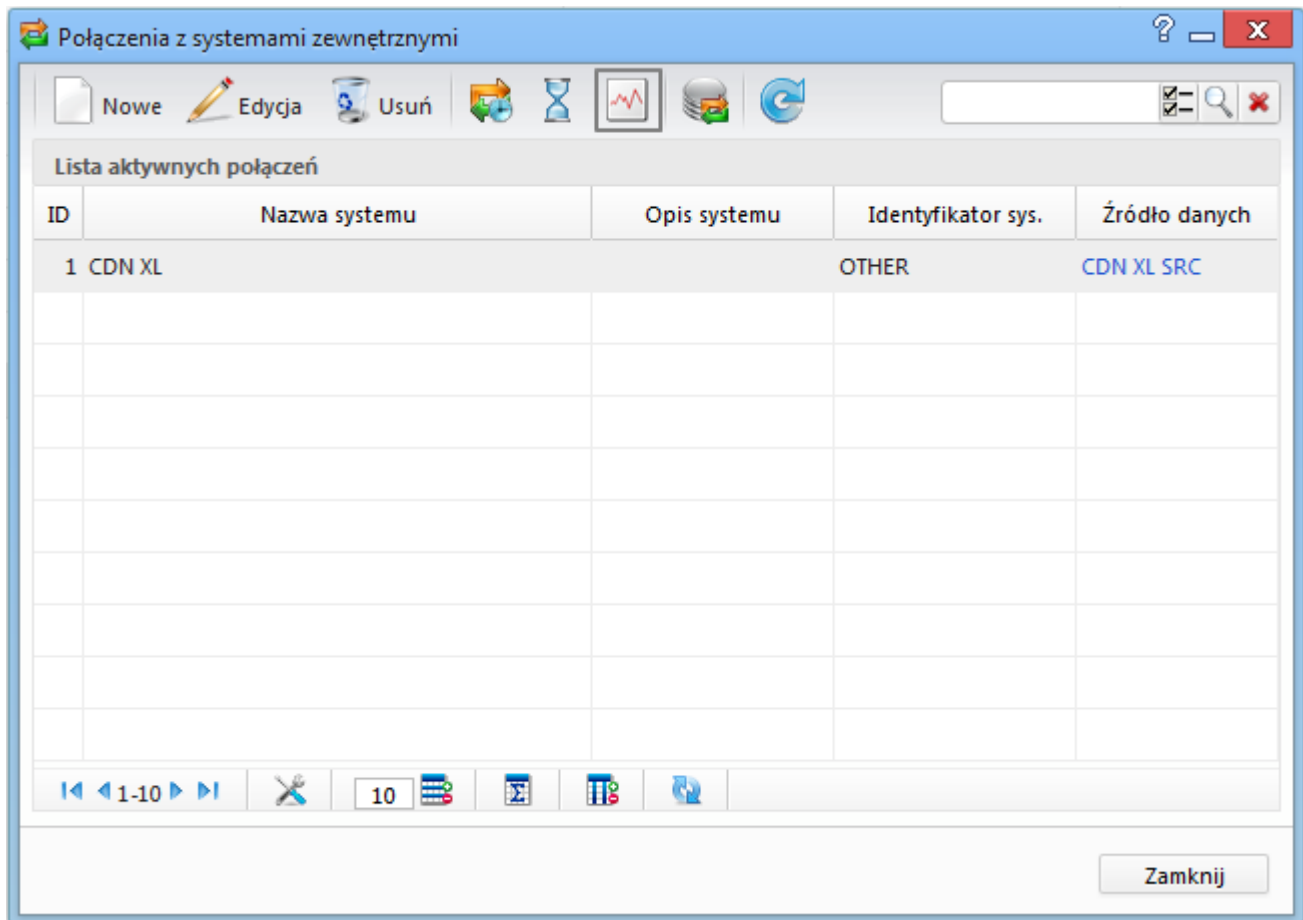 Połączenia z systemami zewnętrznymi
Nowe Edycja Usuń
Lista aktywnych połączeń
ID Nazwa systemu Opis systemu Identyfikator sys. Źródło danych
1 CDN XL OTHER CDN XL SRC
1-10 10
Zamknij